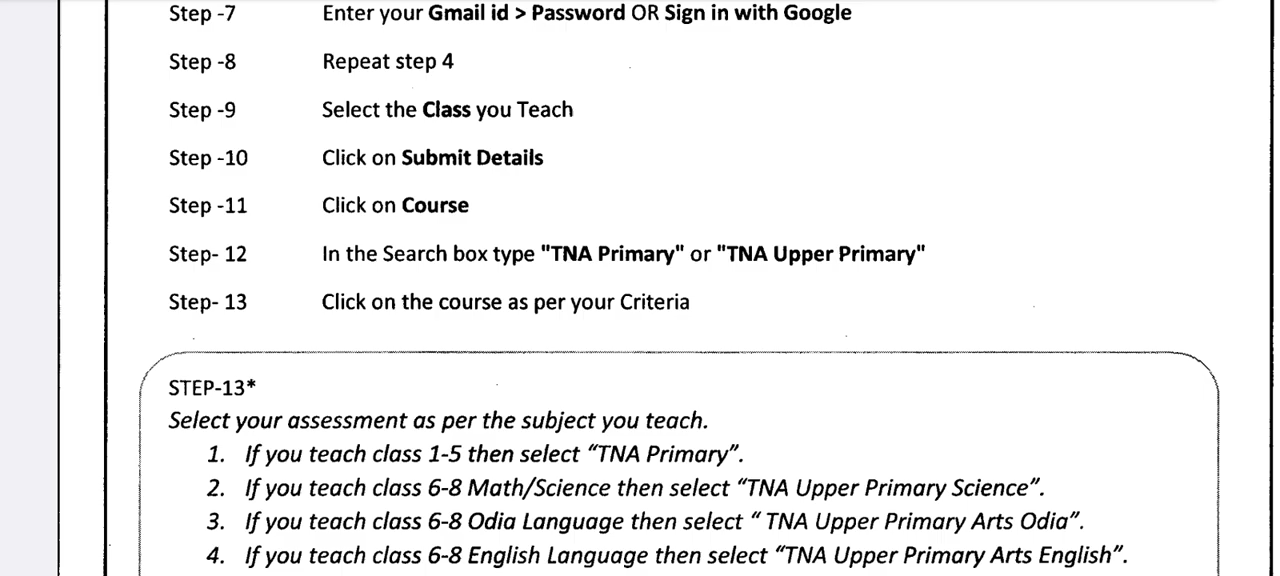 Step -7 Enter your Gmail id > Password OR Sign in with Google
Step -8 Repeat step 4
Step -9 Select the Class you Teach
Step -10 Click on Submit Details
Step -11 Click on Course
Step- 12 In the Search box type "TNA Primary" or "TNA Upper Primary"
Step- 13 Click on the course as per your Criteria
STEP-13*
Select your assessment as per the subject you teach.
1. If you teach class 1-5 then select “TNA Primary”.
2. If you teach class 6-8 Math/Science then select “TNA Upper Primary Science”.
3. If you teach class 6-8 Odia Language then select “ TNA Upper Primary Arts Odia”.
4. If you teach class 6-8 English Language then select “TNA Upper Primary Arts English”.